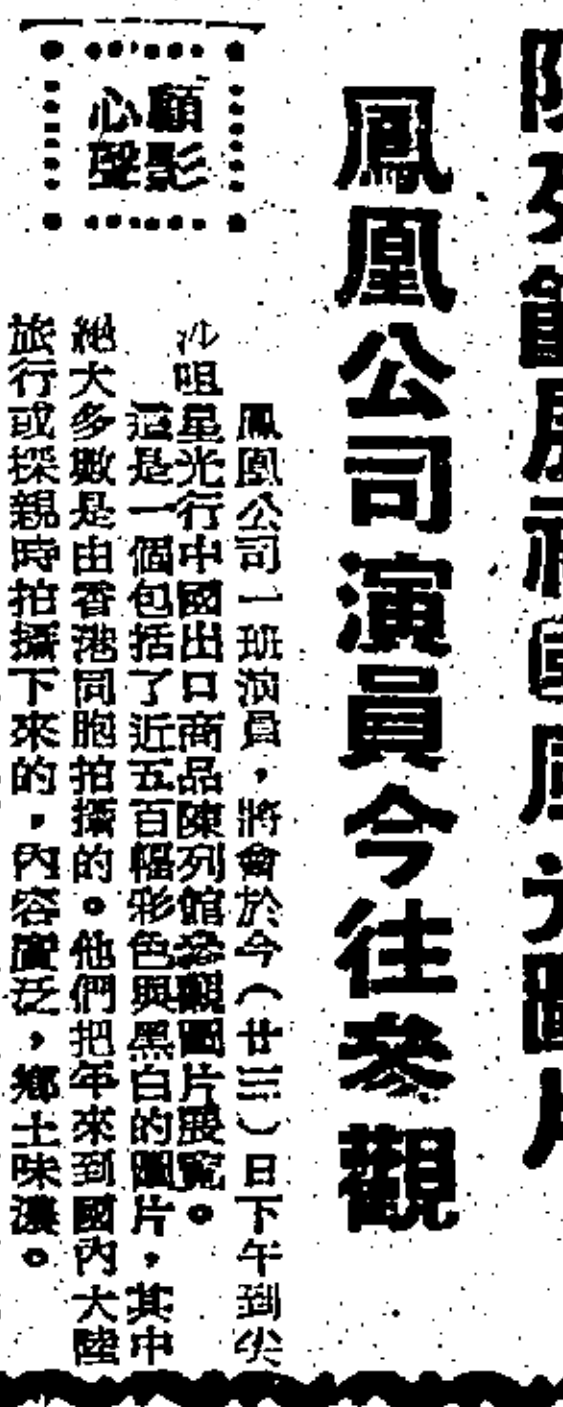 鳳凰公司演員今往參觀
顧影
心聲
鳳凰公司一班演員，將會於今（廿三）日下午到尖
沙咀星光行中國出口商品陳列館參觀圖片展覽。
這是一個包括了近五百幅彩色與黑白的圖片，其中
絕大多數是由香港同胞拍攝的。他們把年來到國內大陸
旅行或探親時拍攝下來的，內容廣泛，鄉土味濃。